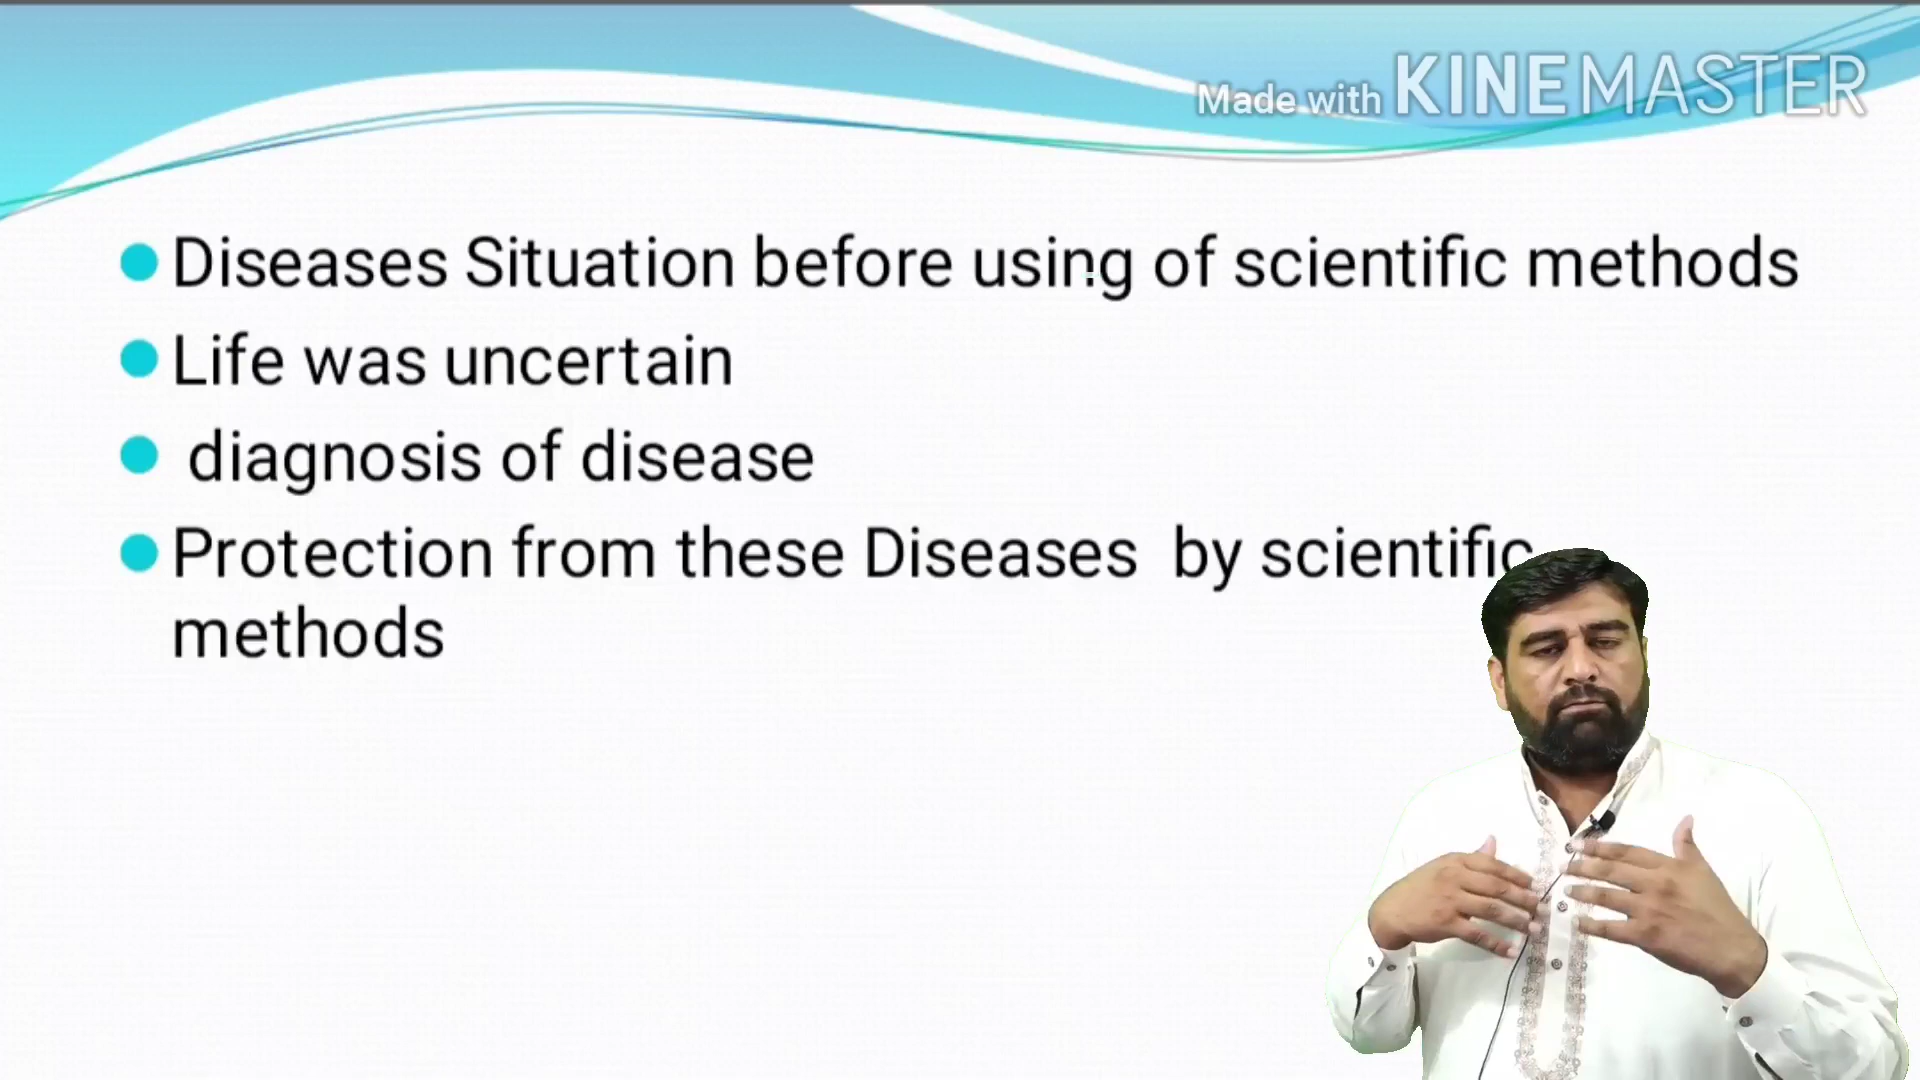 Made with KINEMASTER
Diseases Situation before using of scientific methods
Life was uncertain
diagnosis of disease
Protection from these Diseases by scientific
methods